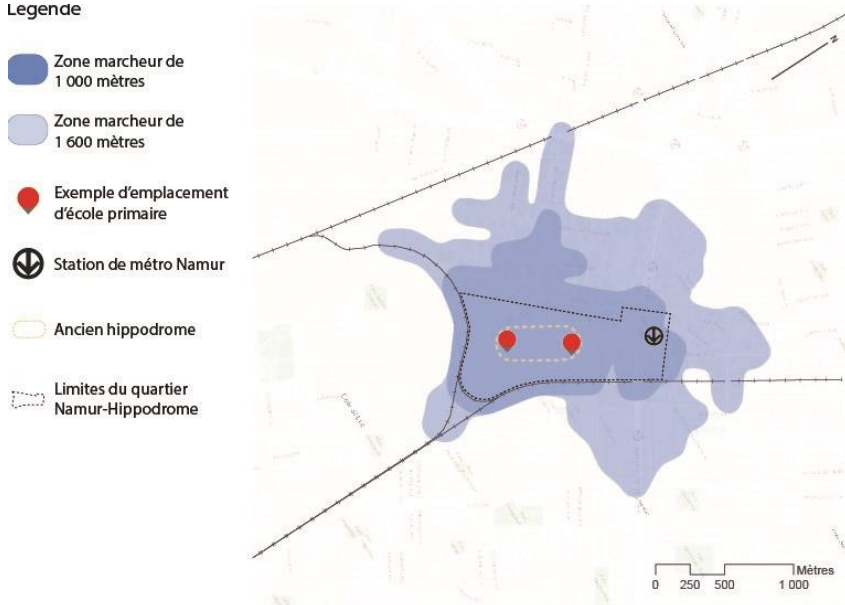 Légende
Zone marcheur de
1 000 mètres
Zone marcheur de
1 600 mètres
Exemple d'emplacement
d'école primaire
Station de métro Namur
Ancien hippodrome
Limites du quartier
Namur-Hippodrome
N
Mètres
0 250 500 1 000